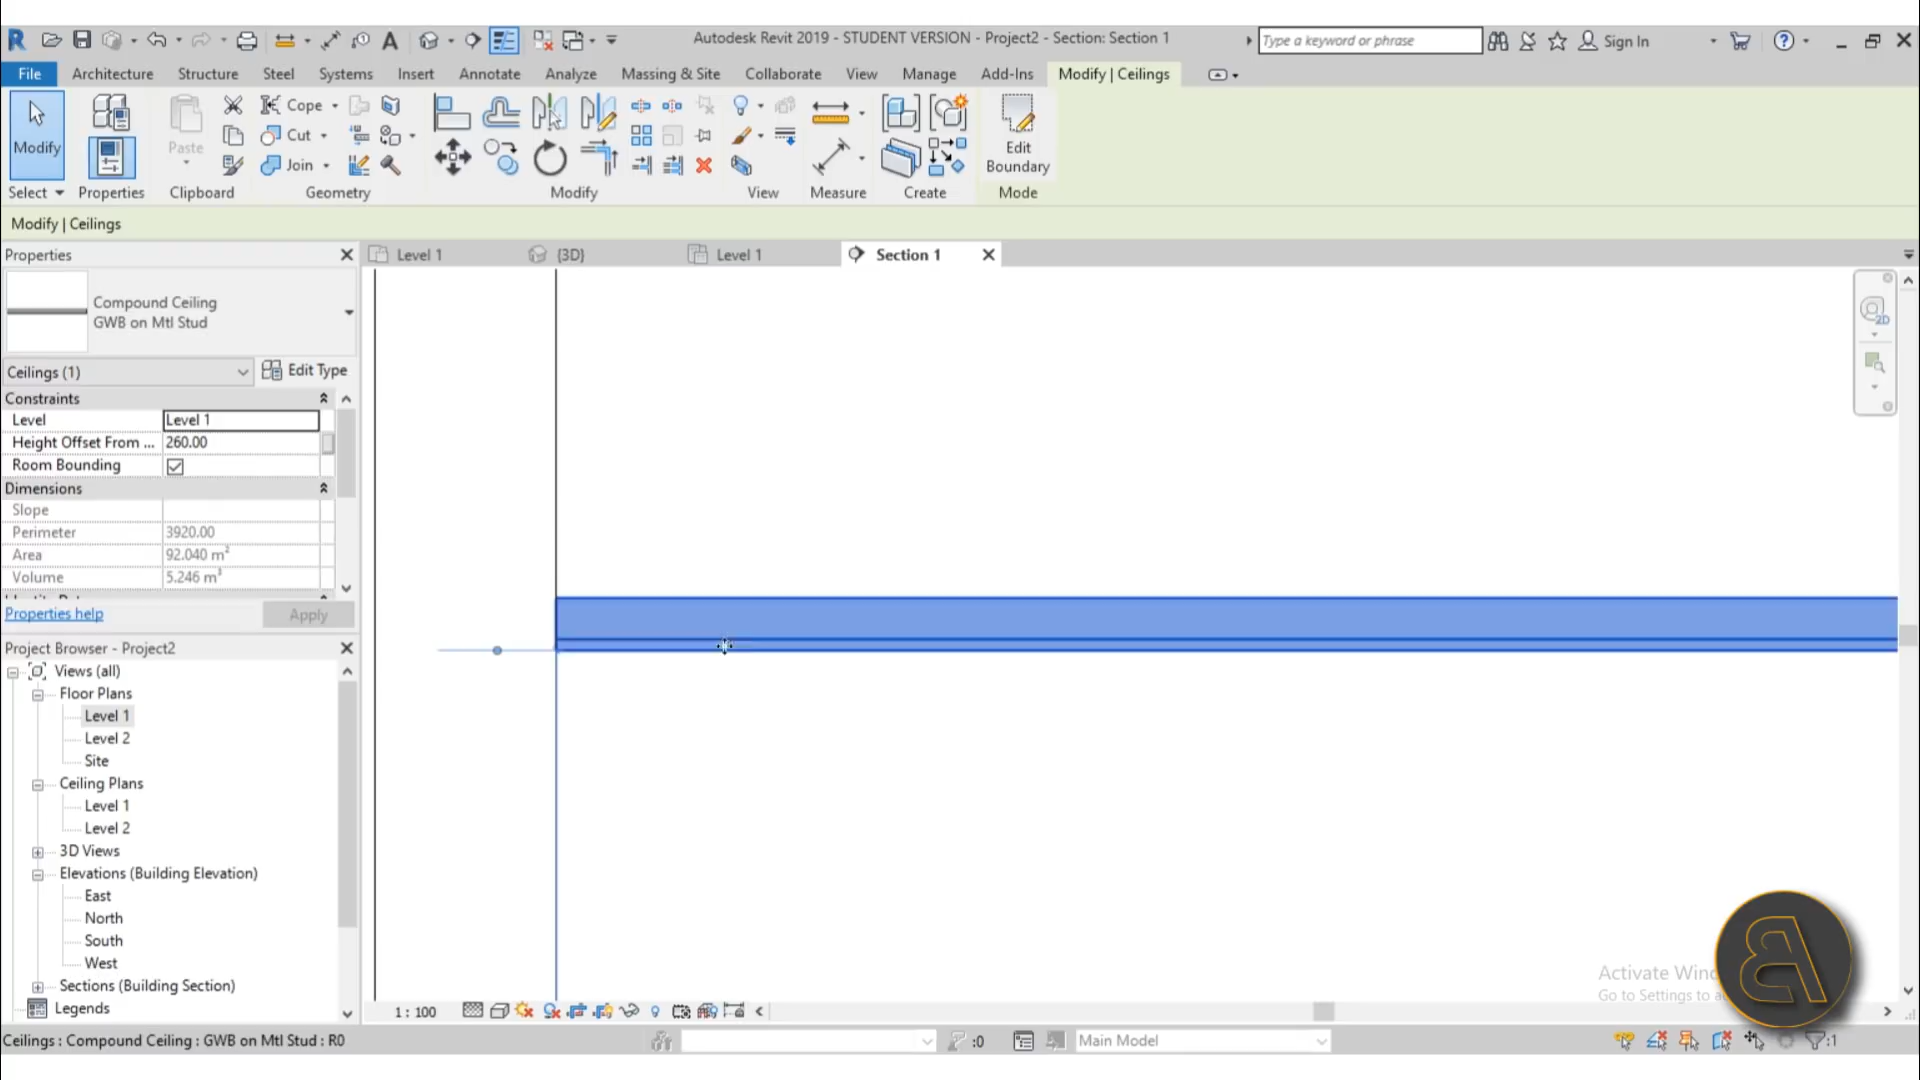 Autodesk Revit 2019 - STUDENT VERSION - Project2 - Section: Section 1
Type a keyword or phrase
Sign In
File Architecture Structure Steel Systems Insert Annotate Analyze Massing & Site Collaborate View Manage Add-Ins Modify | Ceilings
Modify
Paste
Cope
Cut
Join
Edit
Boundary
Select Properties Clipboard Geometry Modify View Measure Create Mode
Modify | Ceilings
Properties
Level 1
{3D}
Level 1
Section 1
2D
Compound Ceiling
GWB on Mtl Stud
Ceilings (1)
Edit Type
Constraints
Level Level 1
Height Offset From ... 260.00
Room Bounding
Dimensions
Slope
Perimeter 3920.00
Area 92.040 m²
Volume 5.246 m³
Properties help
Apply
Project Browser - Project2
Views (all)
Floor Plans
Level 1
Level 2
Site
Ceiling Plans
Level 1
Level 2
3D Views
Elevations (Building Elevation)
East
North
South
West
Sections (Building Section)
Legends
Activate Wind
Go to Settings to a
1 : 100
Ceilings : Compound Ceiling : GWB on Mtl Stud : R0
:0
Main Model
:1